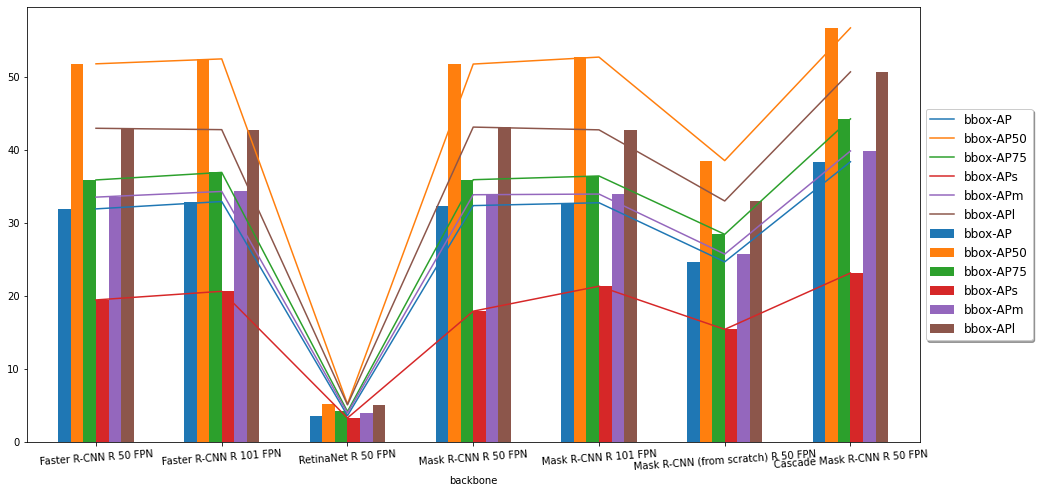 50
40
30
20
10
0
Faster R-CNN R 50 FPN
Faster R-CNN R 101 FPN
RetinaNet R 50 FPN
Mask R-CNN R 50 FPN
Mask R-CNN R 101 FPN
Mask R-CNN (from scratch) R 50 FPN
Cascade Mask R-CNN R 50 FPN
backbone
bbox-AP
bbox-AP50
bbox-AP75
bbox-APs
bbox-APm
bbox-APl
bbox-AP
bbox-AP50
bbox-AP75
bbox-APs
bbox-APm
bbox-APl